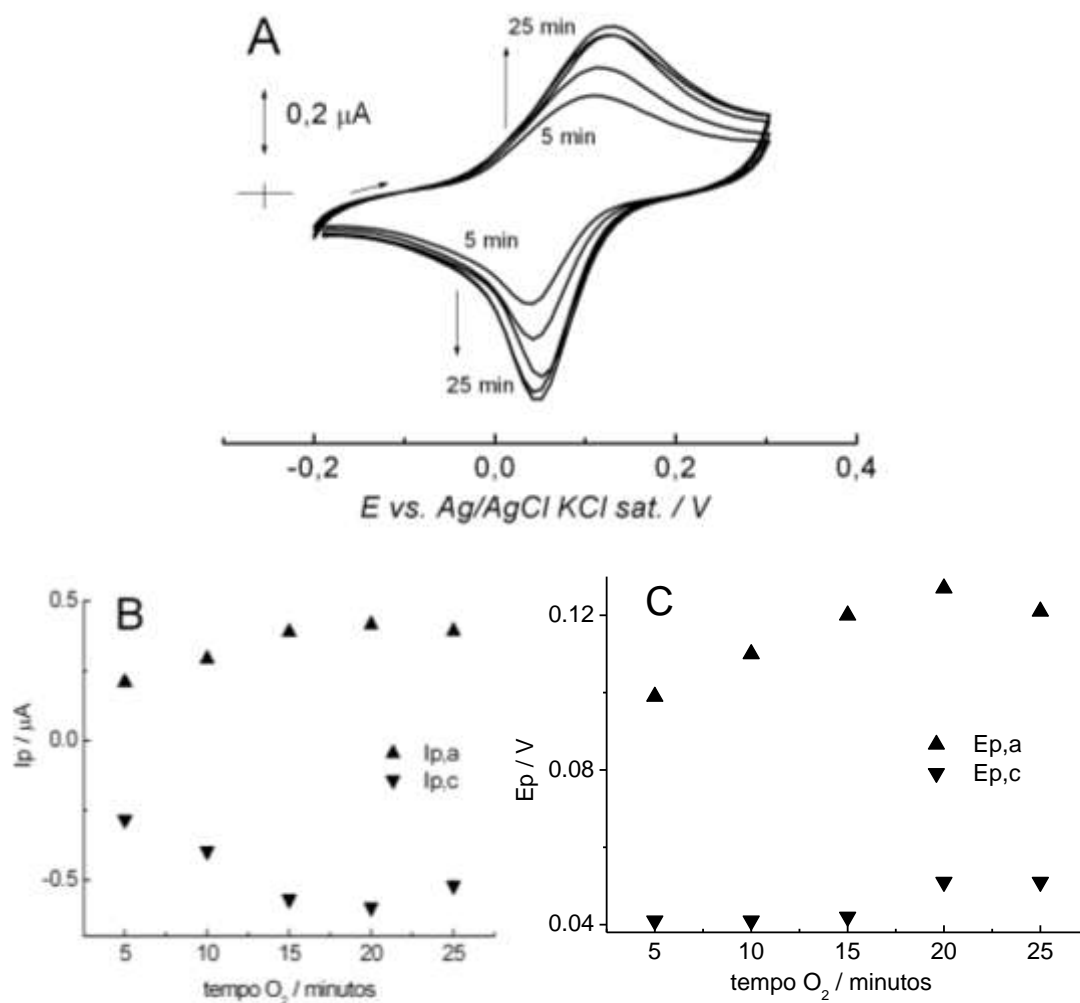 A
25 min
0,2 μA
5 min
5 min
25 min
-0,2
0,0
0,2
0,4
E vs. Ag/AgCl KCl sat. / V
B
0.5
0.0
-0.5
Ip / μA
Ip,a
Ip,c
5
10
15
20
25
tempo O₂ / minutos
C
0.12
0.08
0.04
Ep / V
Ep,a
Ep,c
5
10
15
20
25
tempo O₂ / minutos